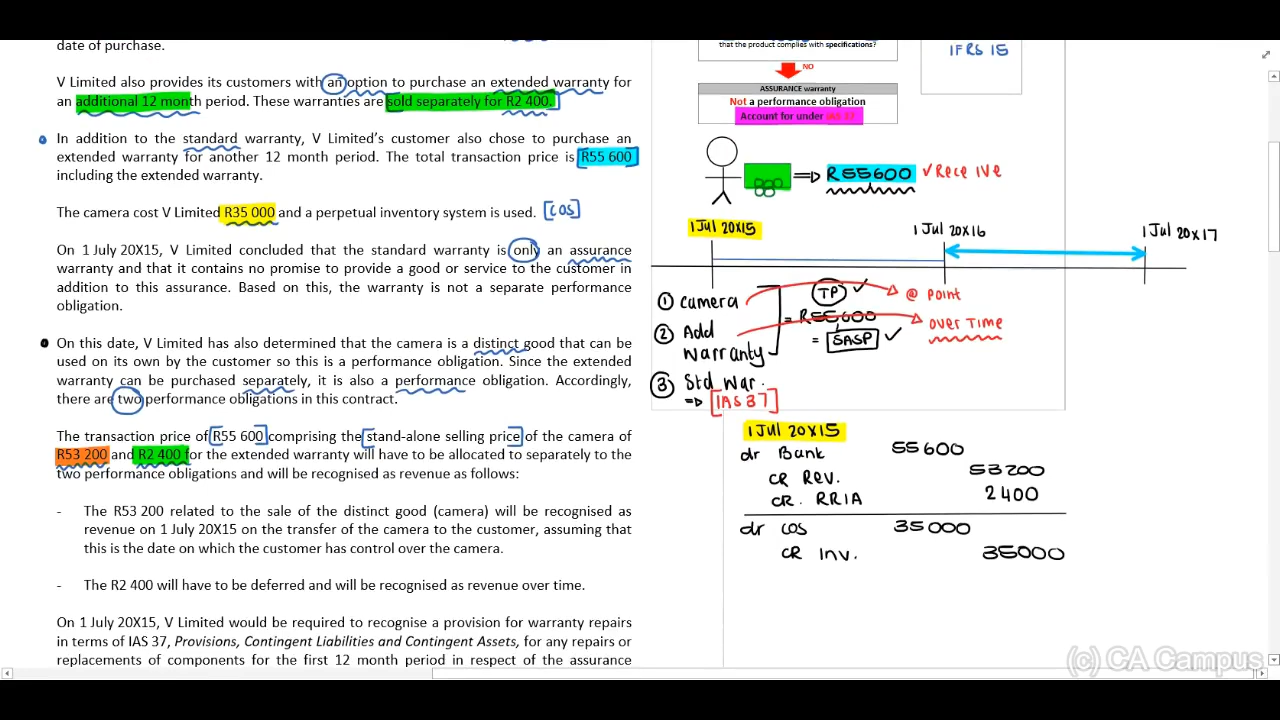 date of purchase.
V Limited also provides its customers with an option to purchase an extended warranty for
an additional 12 month period. These warranties are sold separately for R2 400.
In addition to the standard warranty, V Limited's customer also chose to purchase an
extended warranty for another 12 month period. The total transaction price is R55 600
including the extended warranty.
The camera cost V Limited R35 000 and a perpetual inventory system is used. [COS]
On 1 July 20X15, V Limited concluded that the standard warranty is only an assurance
warranty and that it contains no promise to provide a good or service to the customer in
addition to this assurance. Based on this, the warranty is not a separate performance
obligation.
On this date, V Limited has also determined that the camera is a distinct good that can be
used on its own by the customer so this is a performance obligation. Since the extended
warranty can be purchased separately, it is also a performance obligation. Accordingly,
there are two performance obligations in this contract.
The transaction price of R55 600 comprising the stand-alone selling price of the camera of
R53 200 and R2 400 for the extended warranty will have to be allocated to separately to the
two performance obligations and will be recognised as revenue as follows:
- The R53 200 related to the sale of the distinct good (camera) will be recognised as
revenue on 1 July 20X15 on the transfer of the camera to the customer, assuming that
this is the date on which the customer has control over the camera.
- The R2 400 will have to be deferred and will be recognised as revenue over time.
On 1 July 20X15, V Limited would be required to recognise a provision for warranty repairs
in terms of IAS 37, Provisions, Contingent Liabilities and Contingent Assets, for any repairs or
replacements of components for the first 12 month period in respect of the assurance
that the product complies with specifications?
IFRS 15
NO
ASSURANCE warranty
Not a performance obligation
Account for under IAS 37
⇒ R55600 ✓ Receive
1 Jul 20X15
1 Jul 20X16
1 Jul 20X17
① Camera
TP ✓
@ Point
= R55600
② Add
Warranty
Over Time
= SASP ✓
③ Std War.
⇒ [IAS 37]
1 Jul 20X15
dr Bank 55600
CR Rev. 53200
CR. RRIA 2400
dr COS 35000
CR Inv. 35000
(c) CA Campus